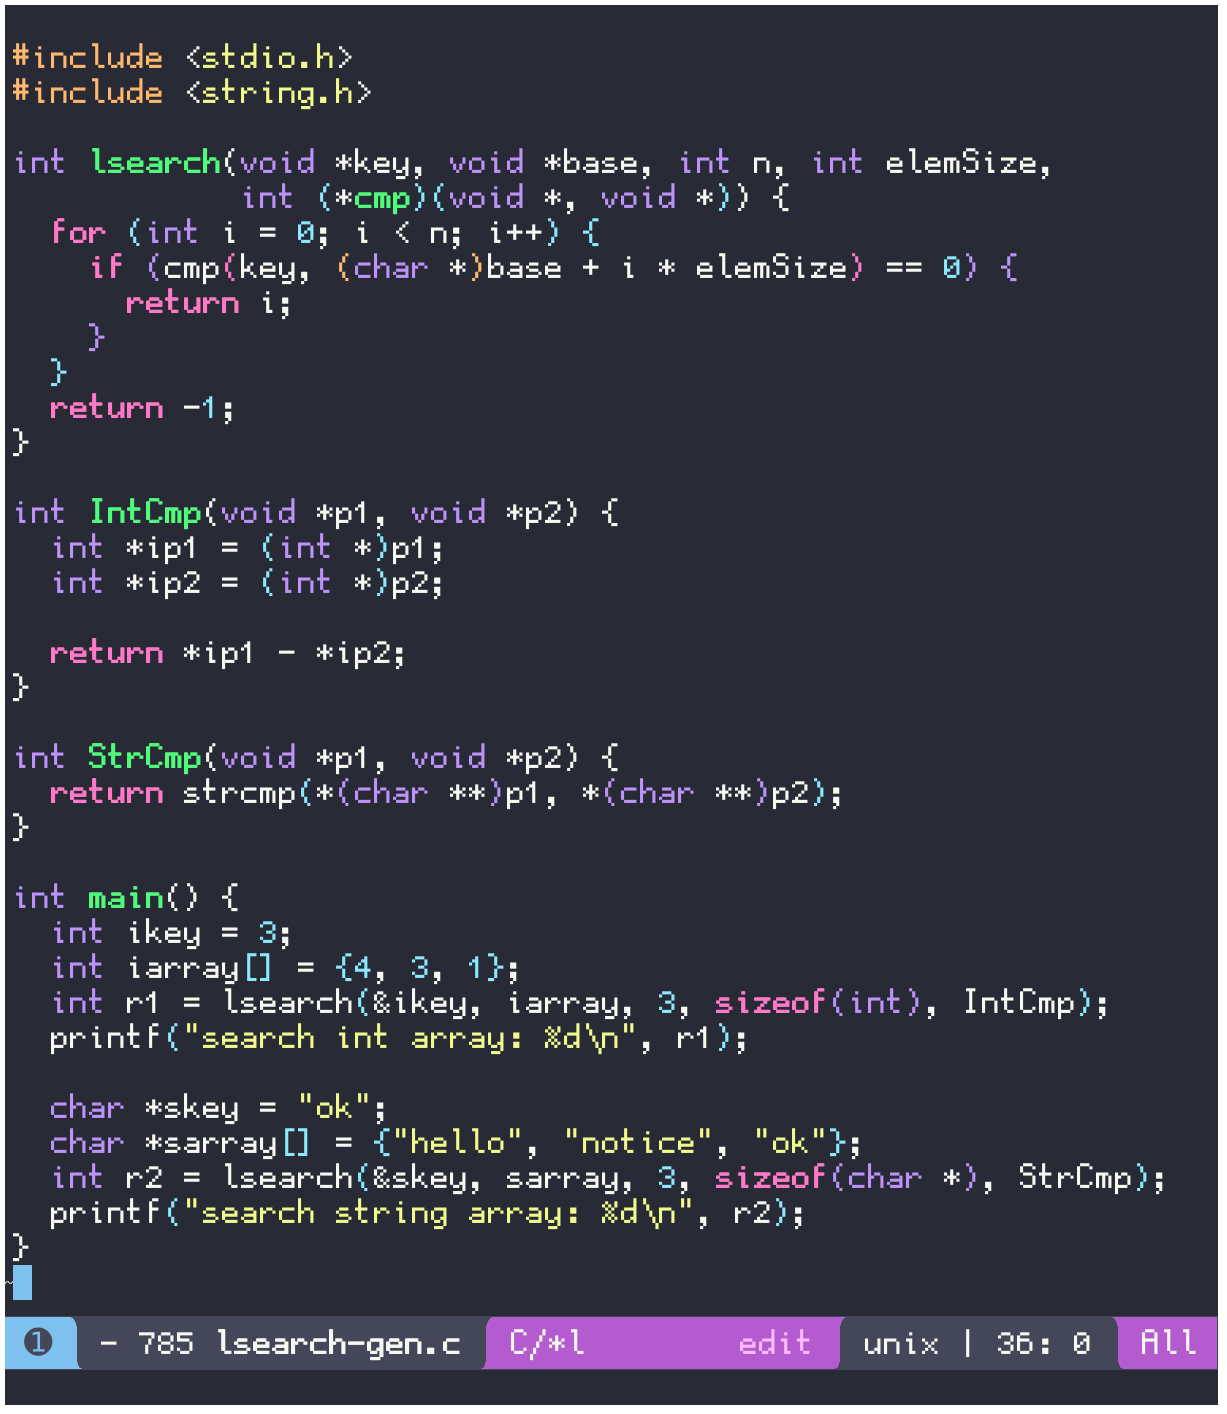 #include <stdio.h>
#include <string.h>

int lsearch(void *key, void *base, int n, int elemSize,
            int (*cmp)(void *, void *)) {
  for (int i = 0; i < n; i++) {
    if (cmp(key, (char *)base + i * elemSize) == 0) {
      return i;
    }
  }
  return -1;
}

int IntCmp(void *p1, void *p2) {
  int *ip1 = (int *)p1;
  int *ip2 = (int *)p2;

  return *ip1 - *ip2;
}

int StrCmp(void *p1, void *p2) {
  return strcmp(*(char **)p1, *(char **)p2);
}

int main() {
  int ikey = 3;
  int iarray[] = {4, 3, 1};
  int r1 = lsearch(&ikey, iarray, 3, sizeof(int), IntCmp);
  printf("search int array: %d\n", r1);

  char *skey = "ok";
  char *sarray[] = {"hello", "notice", "ok"};
  int r2 = lsearch(&skey, sarray, 3, sizeof(char *), StrCmp);
  printf("search string array: %d\n", r2);
}
~
❶ - 785 lsearch-gen.c C/*l edit unix | 36: 0 All